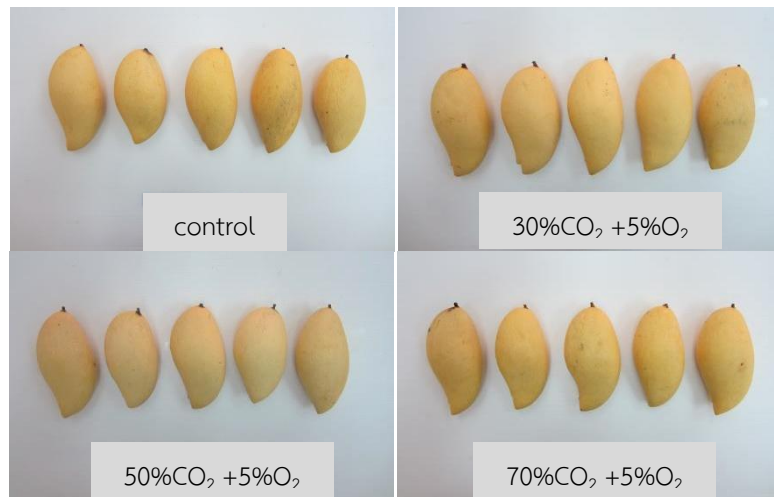 control
30%CO₂ +5%O₂
50%CO₂ +5%O₂
70%CO₂ +5%O₂